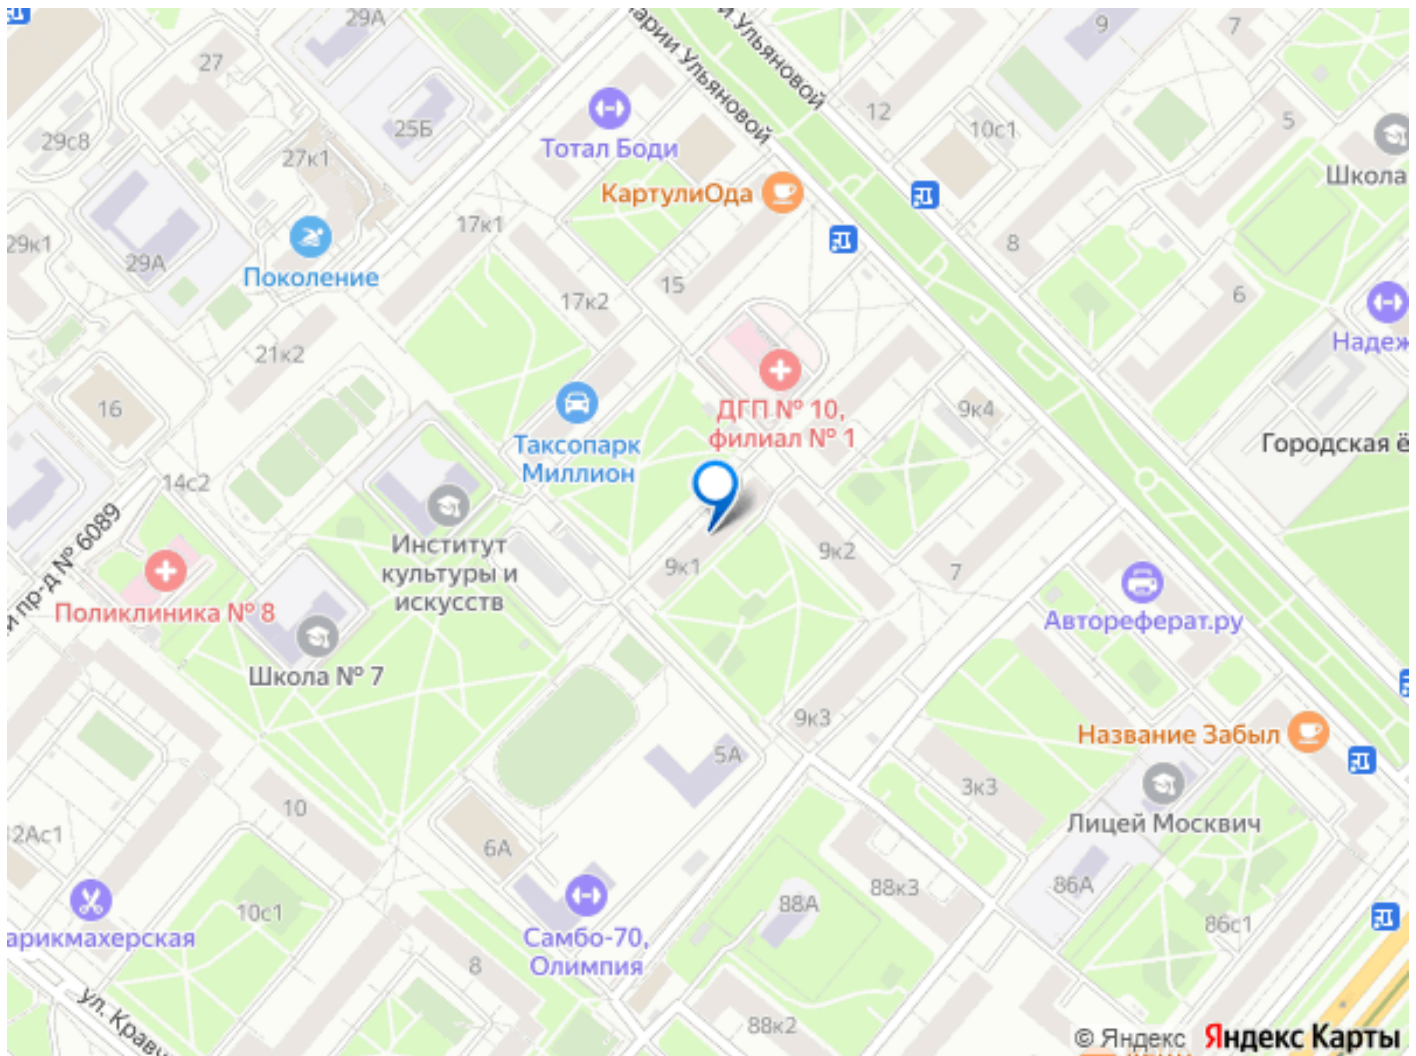 29А
9
7
27
арии Ульяновой
и Ульяновой
12
5
29с8
25Б
10с1
27к1
Тотал Боди
Школа
КартулиОда
17к1
8
29к1
29А
Поколение
15
17к2
6
21к2
Надеж
16
ДГП № 10,
филиал № 1
9к4
Таксопарк
Миллион
Городская ё
14с2
пр-д № 6089
Институт
культуры и
искусств
9к1
9к2
7
Поликлиника № 8
Автореферат.ру
Школа № 7
9к3
5А
Название Забыл
3к3
10
Лицей Москвич
2Ас1
6А
88к3
86А
88А
10с1
86с1
арикмахерская
Самбо-70,
Олимпия
8
ул. Кравч
88к2
© Яндекс Яндекс Карты